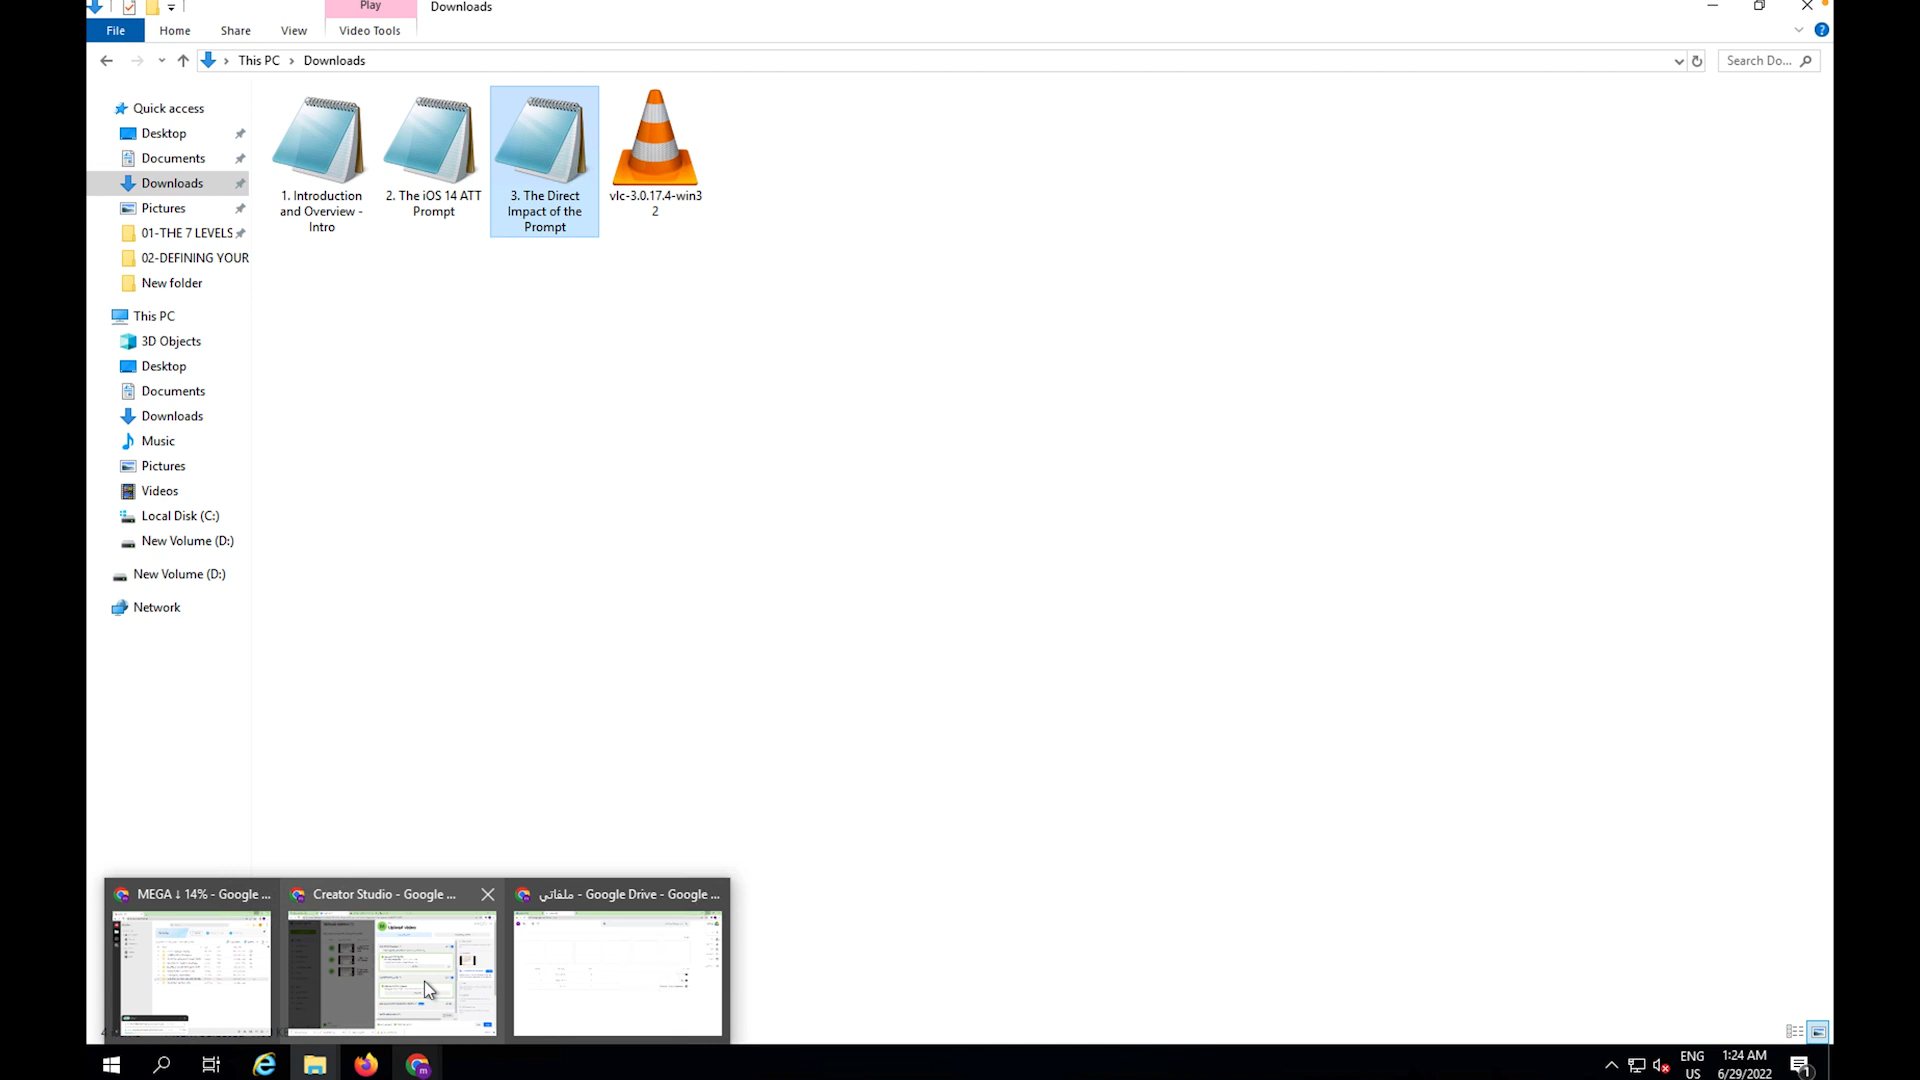 Play
Downloads
File
Home
Share
View
Video Tools
This PC
Downloads
Search Do...
Quick access
Desktop
Documents
Downloads
Pictures
01-THE 7 LEVELS
02-DEFINING YOUR
New folder
This PC
3D Objects
Desktop
Documents
Downloads
Music
Pictures
Videos
Local Disk (C:)
New Volume (D:)
New Volume (D:)
Network
1. Introduction
and Overview -
Intro
2. The iOS 14 ATT
Prompt
3. The Direct
Impact of the
Prompt
vlc-3.0.17.4-win3
2
MEGA ↓ 14% - Google ...
Creator Studio - Google ...
ملفاتي - Google Drive - Google ...
Upload video
ENG
US
1:24 AM
6/29/2022
1